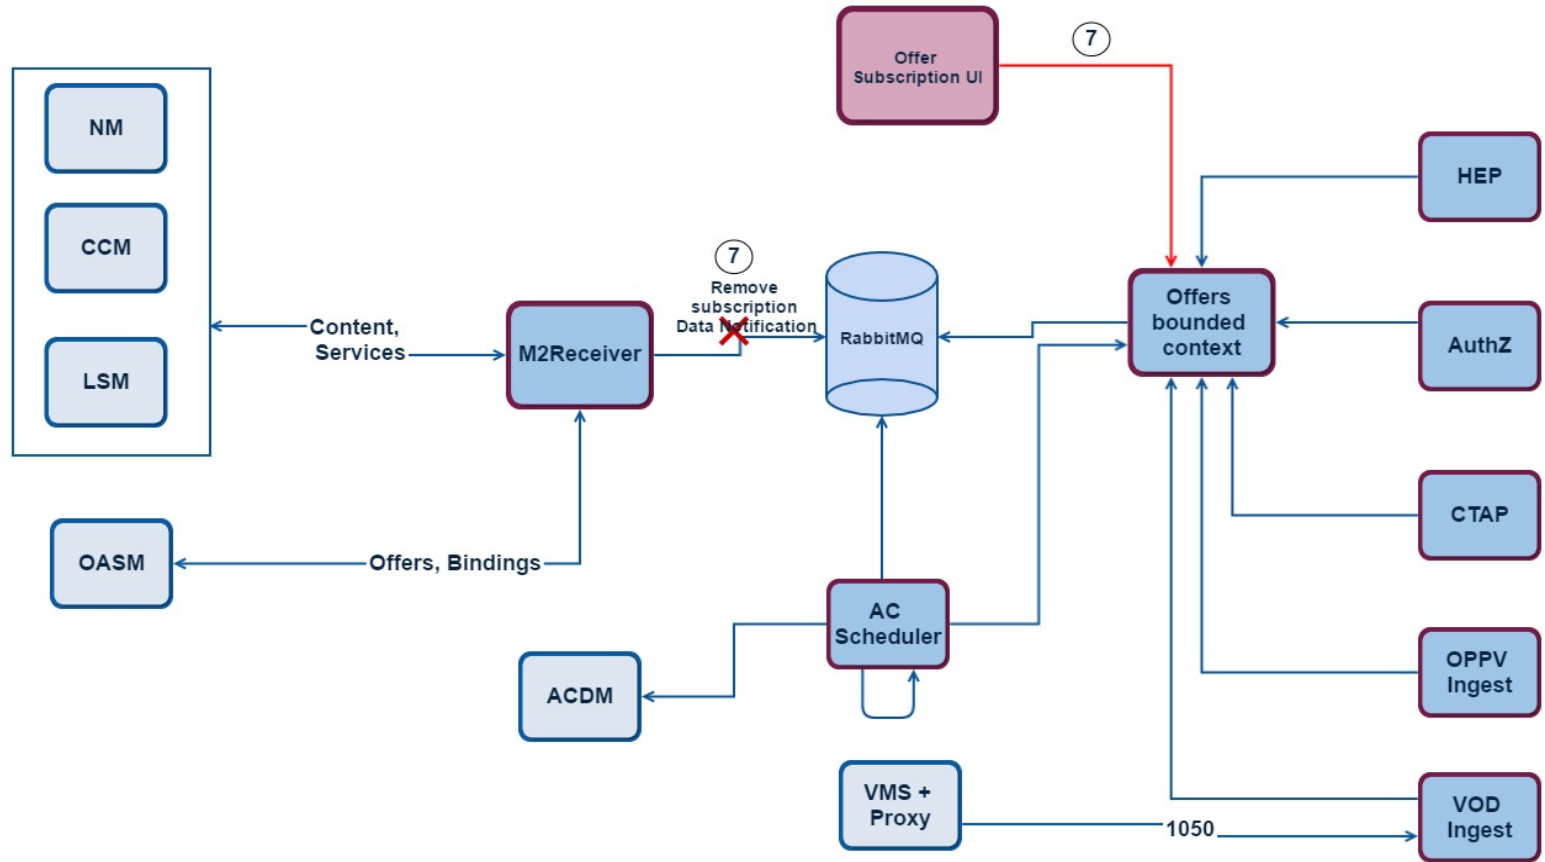 7
Offer
Subscription UI
NM
HEP
CCM
7
Remove
subscription
Data Notification
Offers
bounded
context
Content,
Services
M2Receiver
RabbitMQ
AuthZ
LSM
CTAP
OASM
Offers, Bindings
AC
Scheduler
OPPV
Ingest
ACDM
VMS +
Proxy
1050
VOD
Ingest